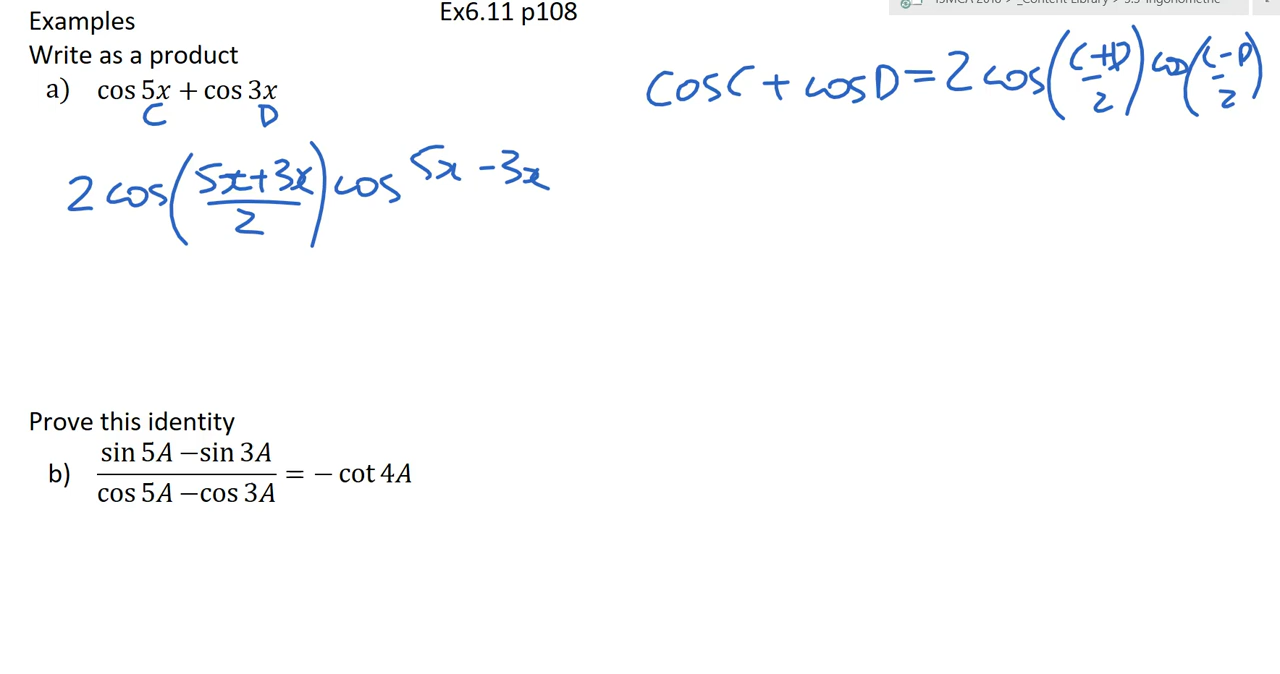 Examples
Ex6.11 p108
Write as a product
a) cos 5x + cos 3x
C D
cos C + cos D = 2 cos((C+D)/2) cos((C-D)/2)
2 cos((5x+3x)/2) cos 5x - 3x
Prove this identity
b) (sin 5A − sin 3A)/(cos 5A − cos 3A) = − cot 4A